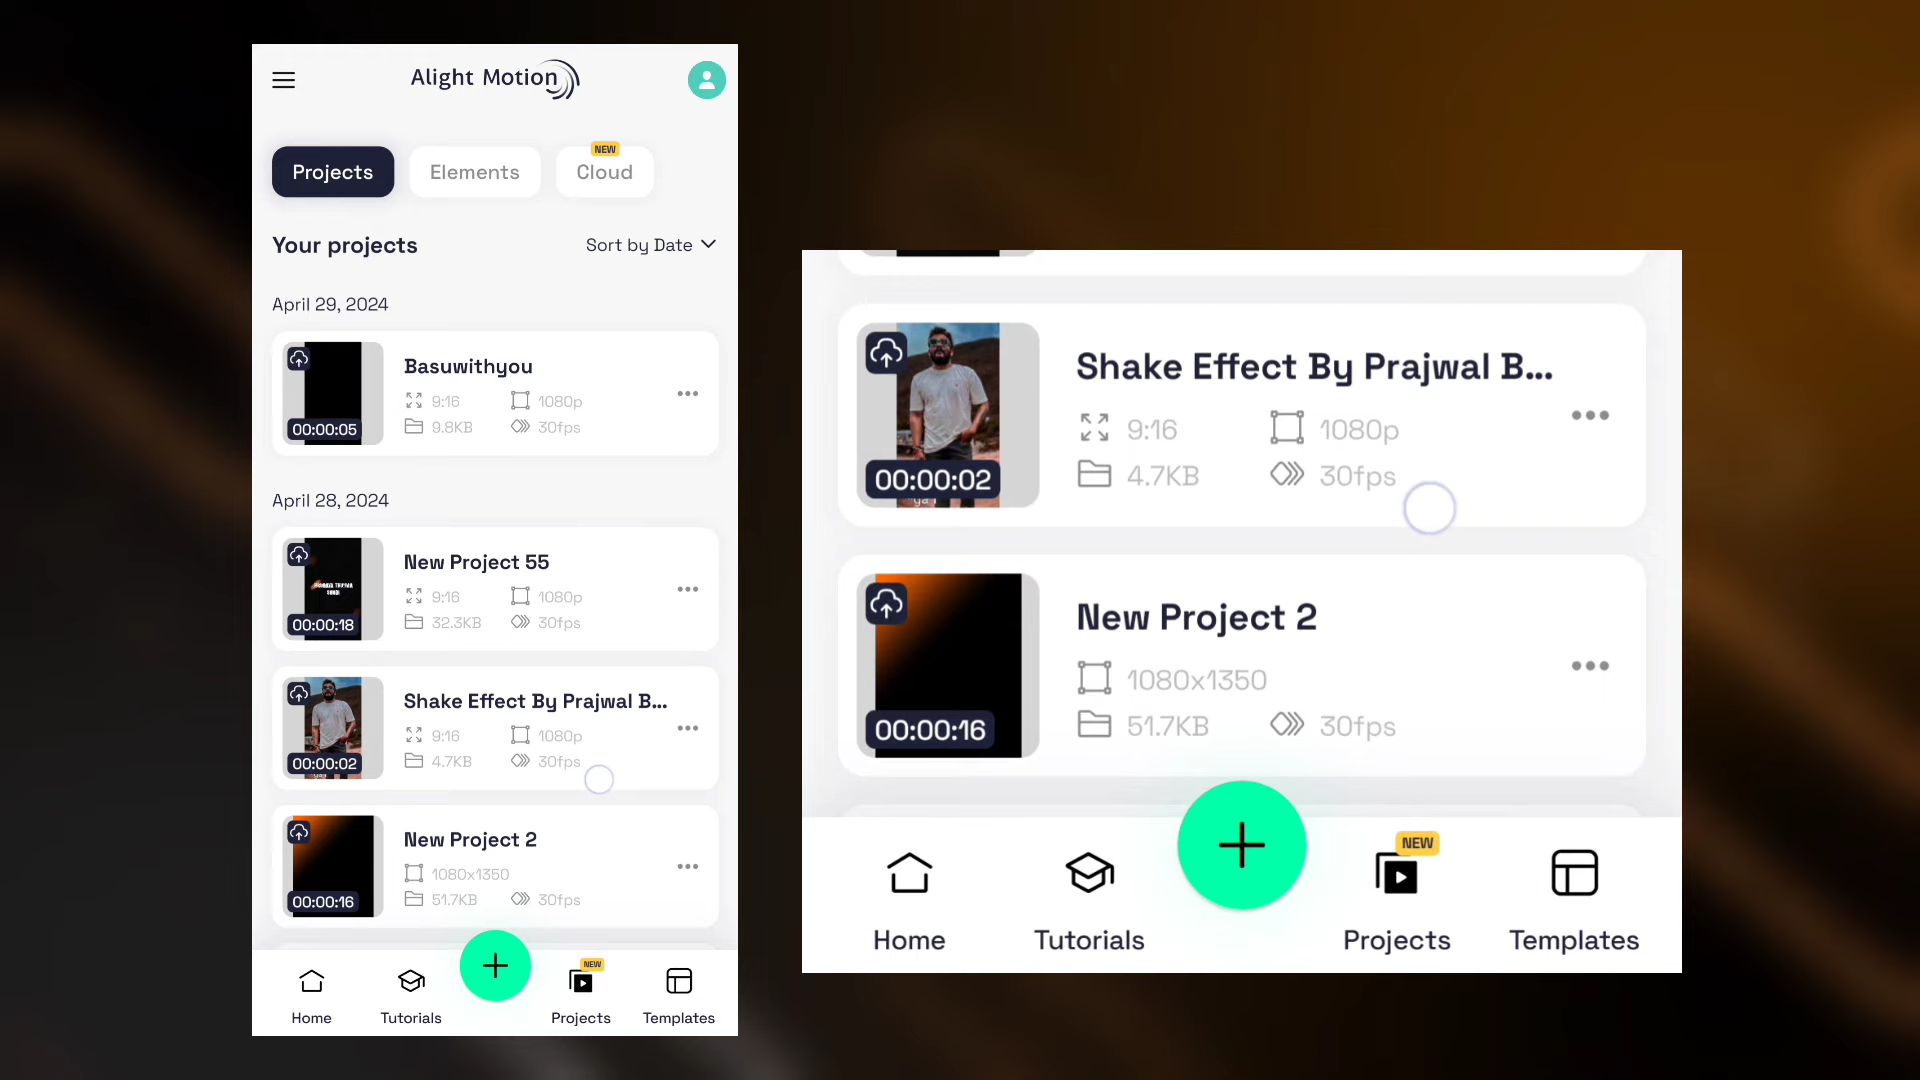 Alight Motion
Projects
Elements
NEW
Cloud
Your projects
Sort by Date
April 29, 2024
Basuwithyou
9:16
1080p
9.8KB
30fps
00:00:05
April 28, 2024
New Project 55
9:16
1080p
32.3KB
30fps
00:00:18
Shake Effect By Prajwal B...
9:16
1080p
4.7KB
30fps
00:00:02
New Project 2
1080x1350
51.7KB
30fps
00:00:16
NEW
Home
Tutorials
Projects
Templates
Shake Effect By Prajwal B...
9:16
1080p
4.7KB
30fps
00:00:02
New Project 2
1080x1350
51.7KB
30fps
00:00:16
NEW
Home
Tutorials
Projects
Templates